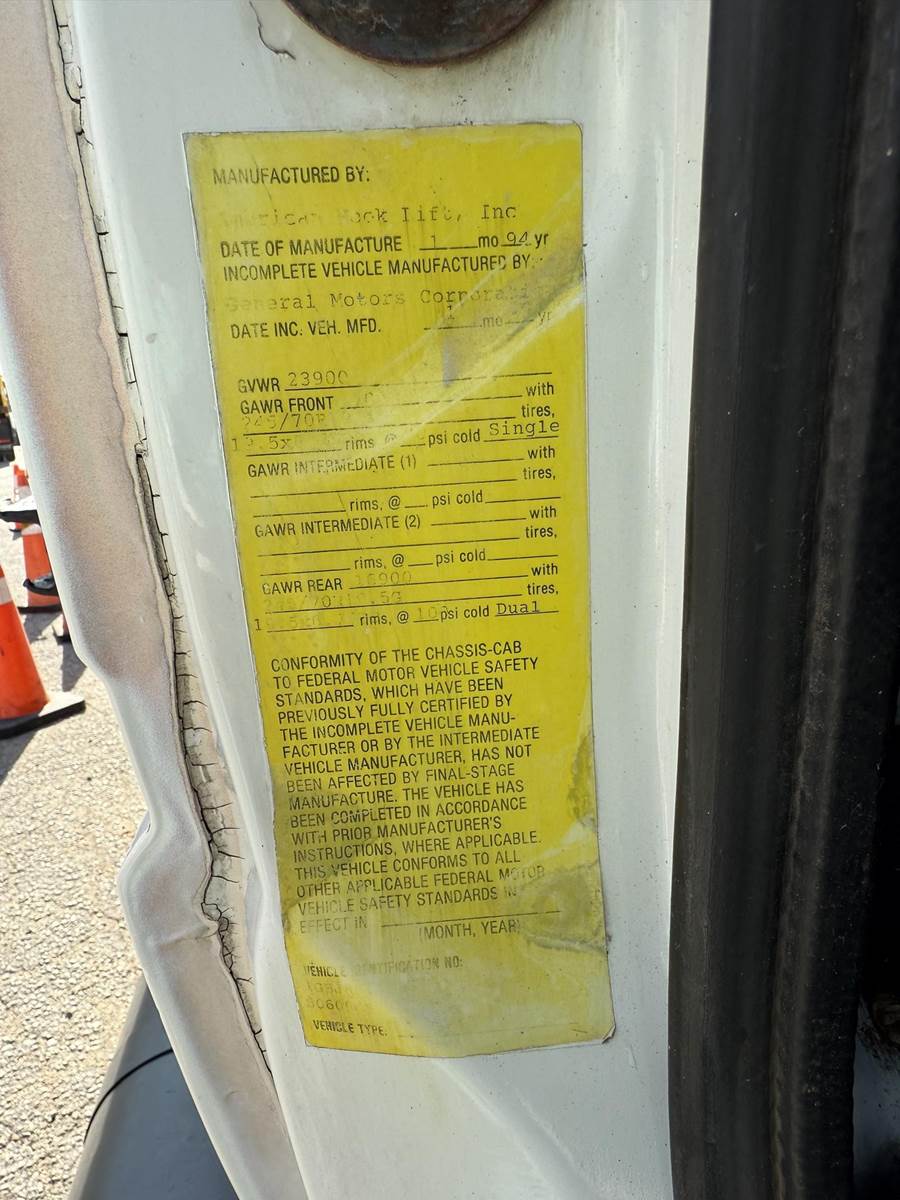 MANUFACTURED BY:
Lift, Inc
DATE OF MANUFACTURE 1 mo 94 yr
INCOMPLETE VEHICLE MANUFACTURED BY:
General Motors
DATE INC. VEH. MFD. mo yr
GVWR 23900
GAWR FRONT with
tires,
rims @ psi cold Single
GAWR INTERMEDIATE (1) with
tires,
rims, @ psi cold
GAWR INTERMEDIATE (2) with
tires,
rims, @ psi cold
GAWR REAR with
tires,
rims, @ psi cold Dual
CONFORMITY OF THE CHASSIS-CAB
TO FEDERAL MOTOR VEHICLE SAFETY
STANDARDS, WHICH HAVE BEEN
PREVIOUSLY FULLY CERTIFIED BY
THE INCOMPLETE VEHICLE MANU-
FACTURER OR BY THE INTERMEDIATE
VEHICLE MANUFACTURER, HAS NOT
BEEN AFFECTED BY FINAL-STAGE
MANUFACTURE. THE VEHICLE HAS
BEEN COMPLETED IN ACCORDANCE
WITH PRIOR MANUFACTURER'S
INSTRUCTIONS, WHERE APPLICABLE.
THIS VEHICLE CONFORMS TO ALL
OTHER APPLICABLE FEDERAL MOTOR
VEHICLE SAFETY STANDARDS IN
EFFECT IN
(MONTH, YEAR)
VEHICLE IDENTIFICATION NO:
VEHICLE TYPE.